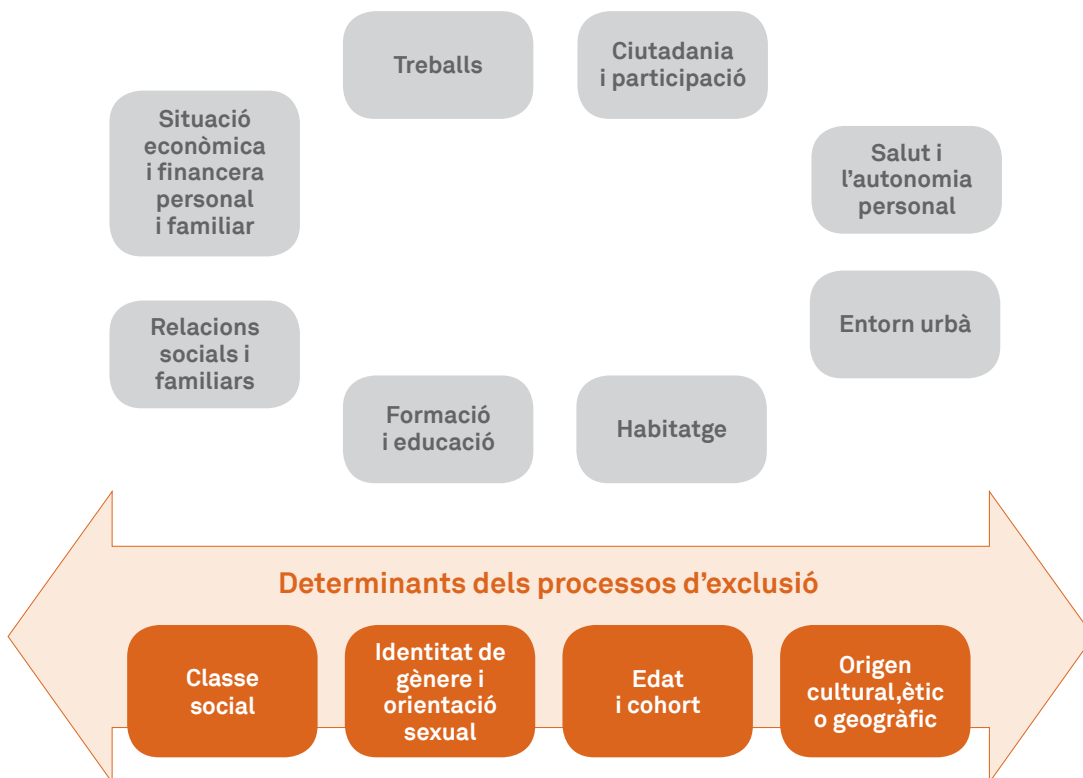 Treballs
Ciutadania
i participació
Situació
econòmica
i financera
personal
i familiar
Salut i
l’autonomia
personal
Relacions
socials i
familiars
Entorn urbà
Formació
i educació
Habitatge
Determinants dels processos d’exclusió
Classe
social
Identitat de
gènere i
orientació
sexual
Edat
i cohort
Origen
cultural,ètic
o geogràfic